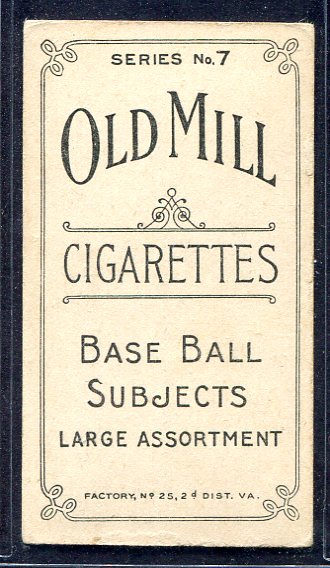 SERIES No. 7
OLD MILL
CIGARETTES
BASE BALL
SUBJECTS
LARGE ASSORTMENT
FACTORY, Nº 25, 2d DIST. VA.